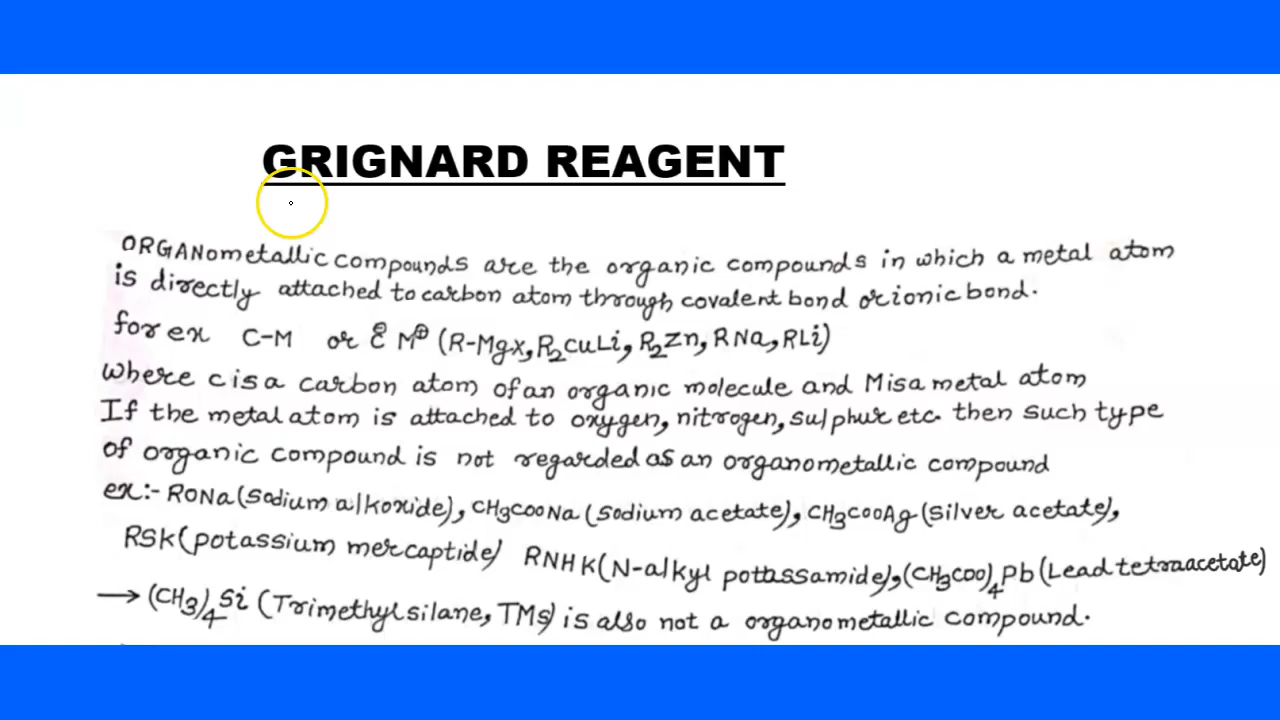 GRIGNARD REAGENT
ORGANometallic compounds are the organic compounds in which a metal atom
is directly attached to carbon atom through covalent bond or ionic bond.
for ex C-M or C⊖ M⊕ (R-Mgx, R2CuLi, R2Zn, RNa, RLi)
where c is a carbon atom of an organic molecule and M is a metal atom
If the metal atom is attached to oxygen, nitrogen, sulphur etc. then such type
of organic compound is not regarded as an organometallic compound
ex:- RONa (sodium alkoxide), CH3COONa (sodium acetate), CH3COOAg (silver acetate),
RSK (potassium mercaptide) RNHK (N-alkyl potassamide), (CH3COO)4Pb (Lead tetraacetate)
→ (CH3)4Si (Trimethylsilane, TMS) is also not a organometallic compound.